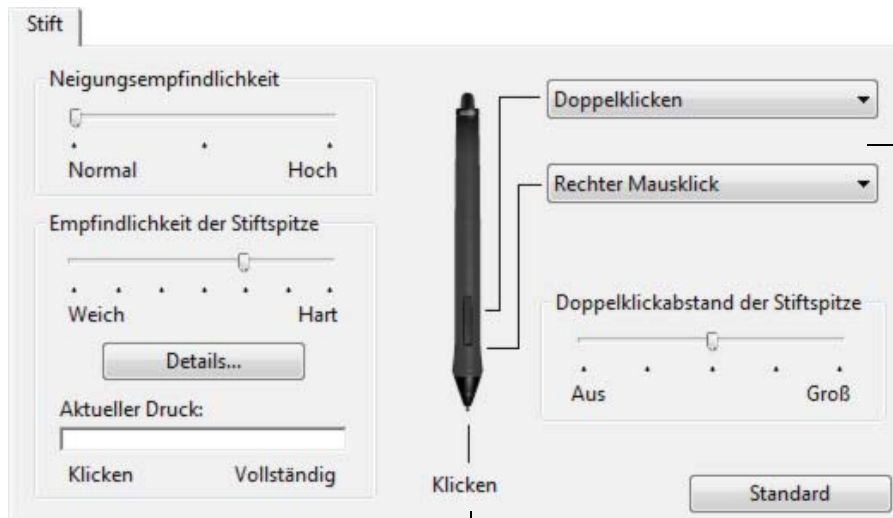 Stift
Neigungsempfindlichkeit
Normal Hoch
Empfindlichkeit der Stiftspitze
Weich Hart
Details...
Aktueller Druck:
Klicken Vollständig
Klicken
Doppelklicken
Rechter Mausklick
Doppelklickabstand der Stiftspitze
Aus Groß
Standard